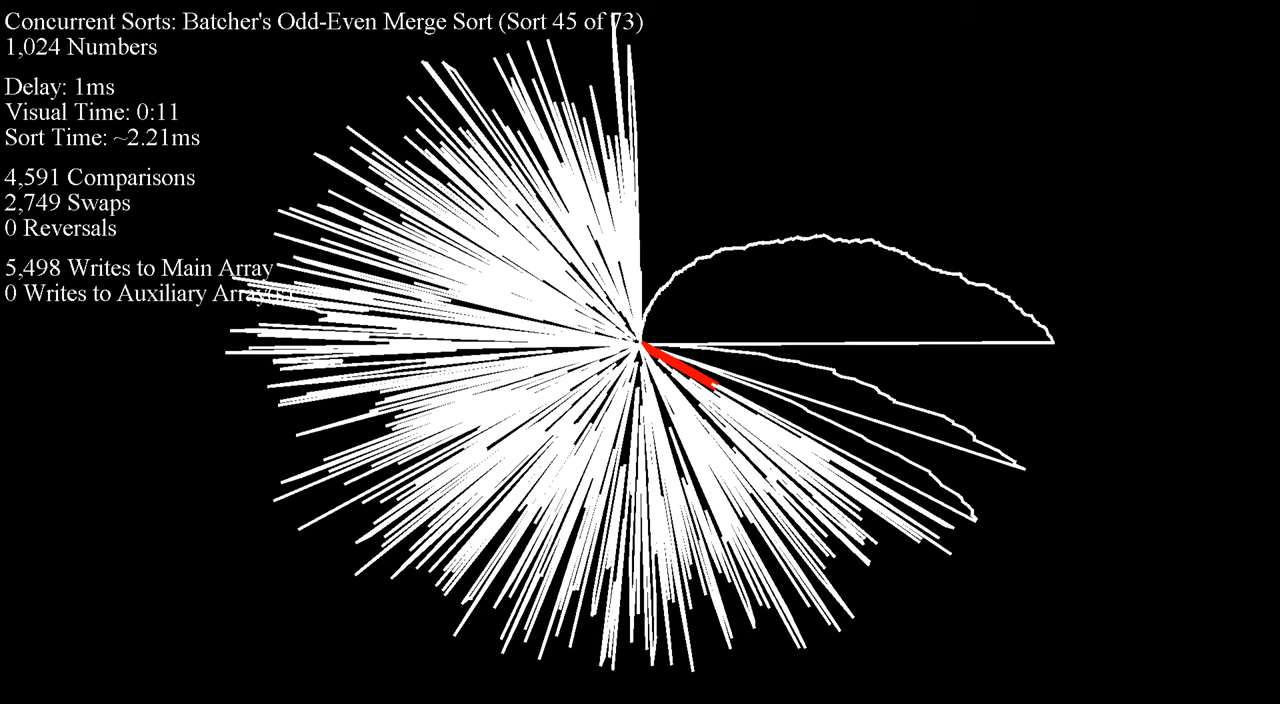 Concurrent Sorts: Batcher's Odd-Even Merge Sort (Sort 45 of 73)
1,024 Numbers
Delay: 1ms
Visual Time: 0:11
Sort Time: ~2.21ms
4,591 Comparisons
2,749 Swaps
0 Reversals
5,498 Writes to Main Array
0 Writes to Auxiliary Array(s)